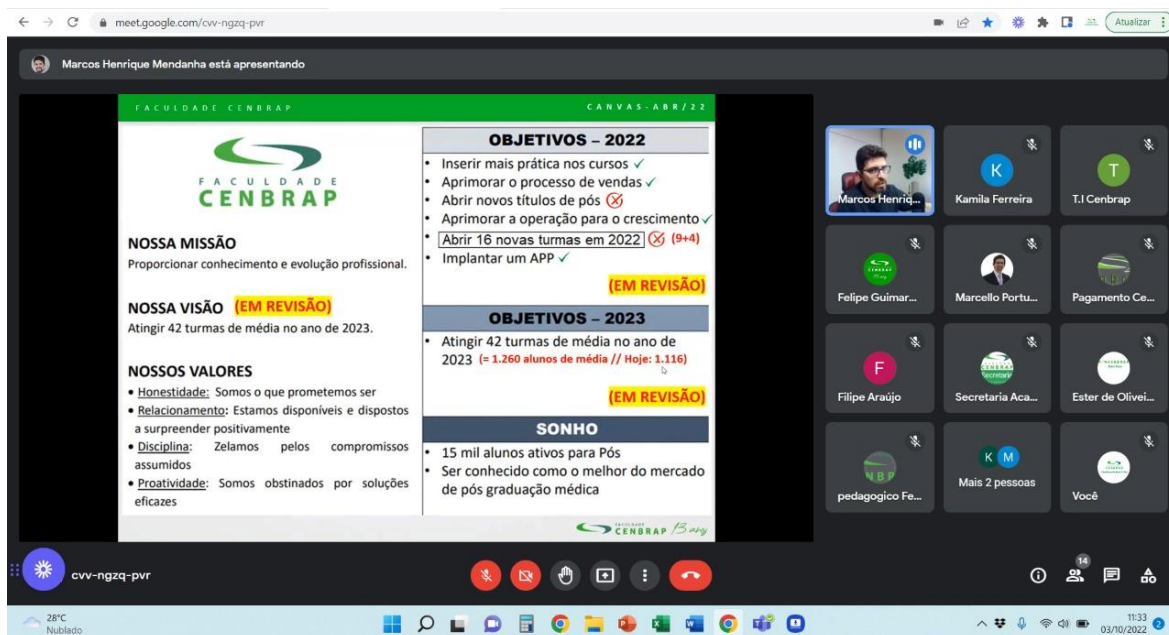 meet.google.com/cvv-ngzq-pvr
Atualizar
Marcos Henrique Mendanha está apresentando
FACULDADE CENBRAP
CANVAS-ABR/22
FACULDADE
CENBRAP
NOSSA MISSÃO
Proporcionar conhecimento e evolução profissional.
NOSSA VISÃO (EM REVISÃO)
Atingir 42 turmas de média no ano de 2023.
NOSSOS VALORES
• Honestidade: Somos o que prometemos ser
• Relacionamento: Estamos disponíveis e dispostos
a surpreender positivamente
• Disciplina: Zelamos pelos compromissos
assumidos
• Proatividade: Somos obstinados por soluções
eficazes
OBJETIVOS – 2022
• Inserir mais prática nos cursos ✓
• Aprimorar o processo de vendas ✓
• Abrir novos títulos de pós
• Aprimorar a operação para o crescimento ✓
• Abrir 16 novas turmas em 2022 (9+4)
• Implantar um APP ✓
(EM REVISÃO)
OBJETIVOS – 2023
• Atingir 42 turmas de média no ano de
2023 (= 1.260 alunos de média // Hoje: 1.116)
(EM REVISÃO)
SONHO
• 15 mil alunos ativos para Pós
• Ser conhecido como o melhor do mercado
de pós graduação médica
FACULDADE
CENBRAP
Marcos Henriq...
K
Kamila Ferreira
T
T.I Cenbrap
Felipe Guimar...
Marcello Portu...
Pagamento Ce...
F
Filipe Araújo
CENBRAP
Secretaria
Secretaria Aca...
Ester de Olivei...
NBP
pedagogico Fe...
K M
Mais 2 pessoas
Você
cvv-ngzq-pvr
14
28°C
Nublado
11:33
03/10/2022
2